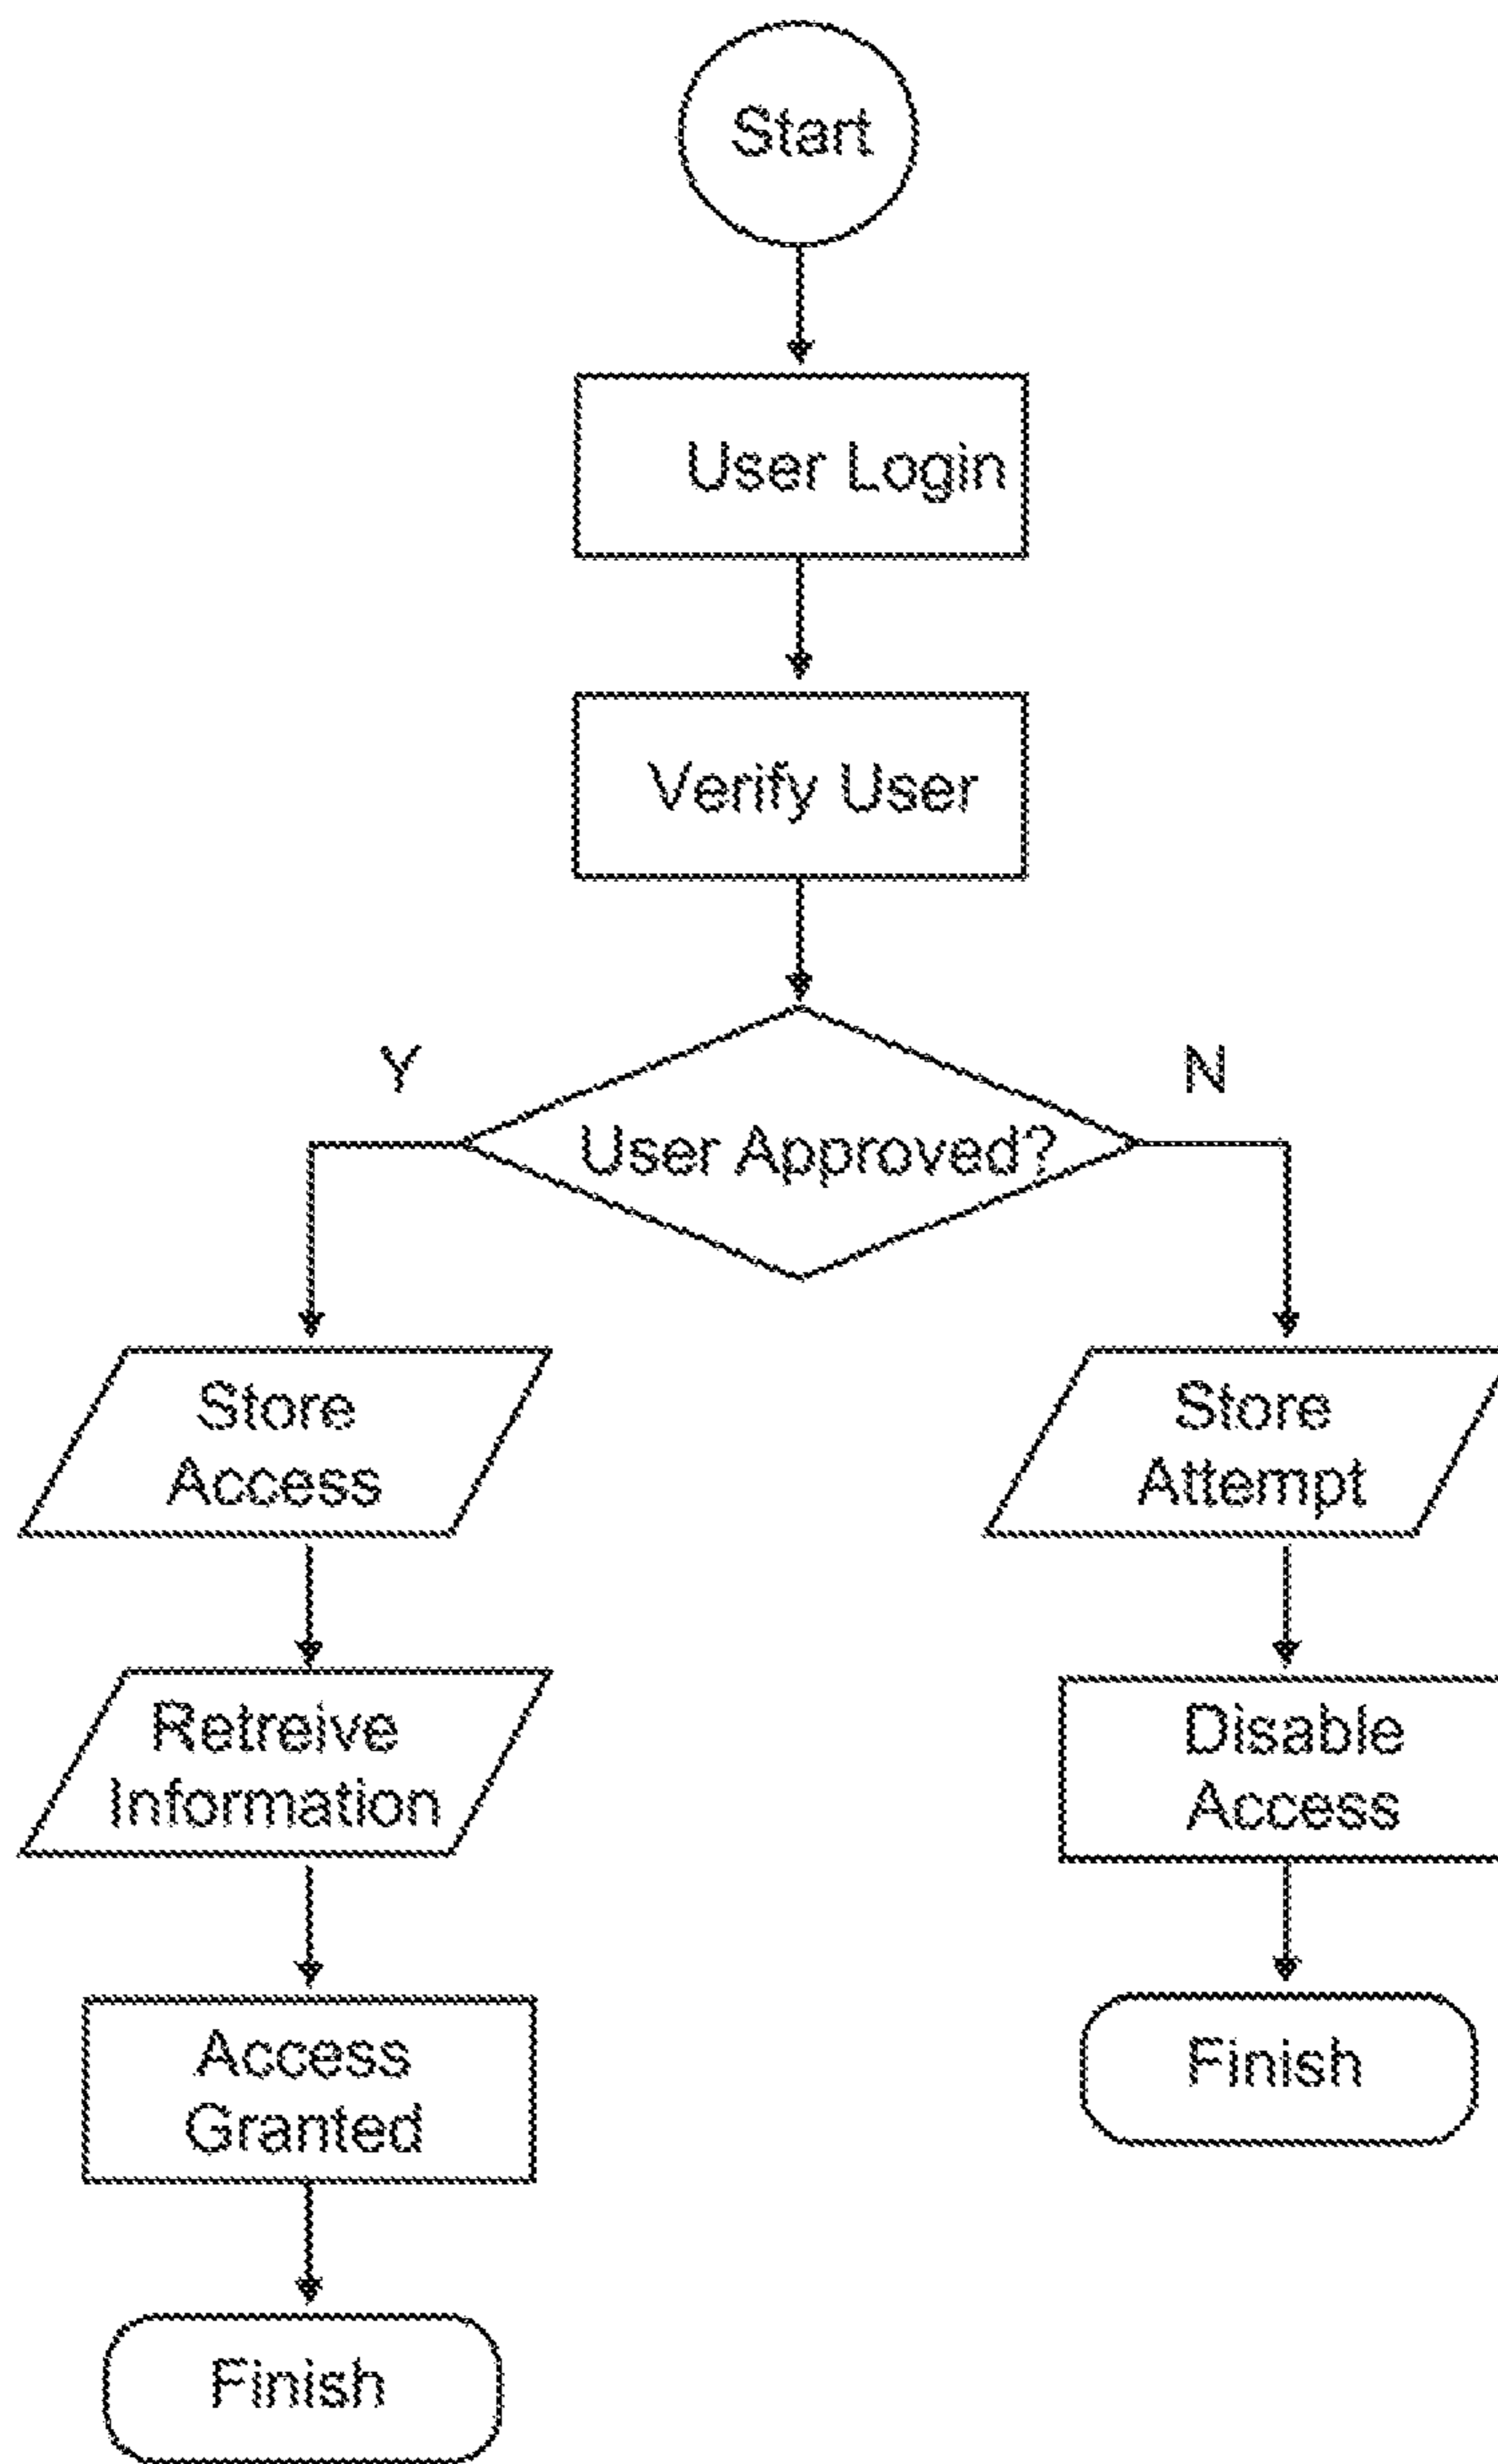 Start
User Login
Verify User
Y
N
User Approved?
Store
Access
Store
Attempt
Retreive
Information
Disable
Access
Access
Granted
Finish
Finish